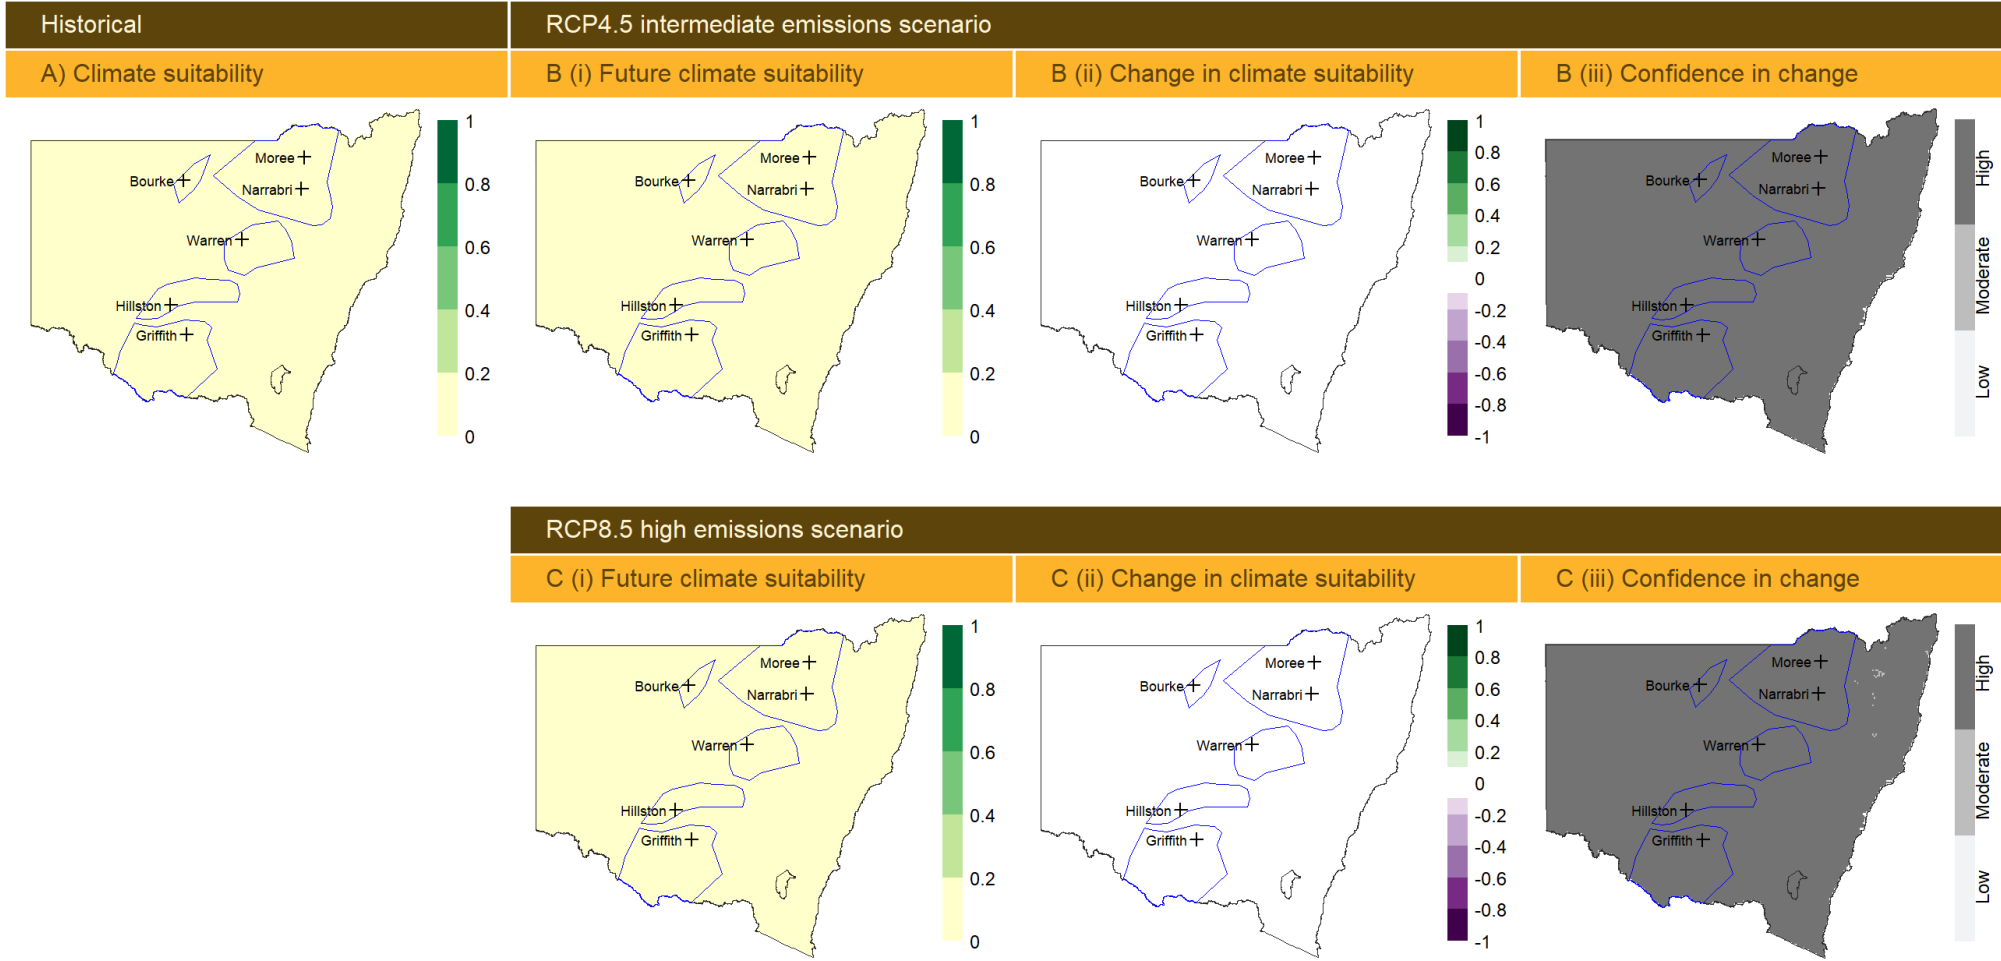 Historical
RCP4.5 intermediate emissions scenario
A) Climate suitability
B (i) Future climate suitability
B (ii) Change in climate suitability
B (iii) Confidence in change
Moree
Bourke
Narrabri
Warren
Hillston
Griffith
1
0.8
0.6
0.4
0.2
0
Moree
Bourke
Narrabri
Warren
Hillston
Griffith
1
0.8
0.6
0.4
0.2
0
Moree
Bourke
Narrabri
Warren
Hillston
Griffith
1
0.8
0.6
0.4
0.2
0
-0.2
-0.4
-0.6
-0.8
-1
Moree
Bourke
Narrabri
Warren
Hillston
Griffith
High
Moderate
Low
RCP8.5 high emissions scenario
C (i) Future climate suitability
C (ii) Change in climate suitability
C (iii) Confidence in change
Moree
Bourke
Narrabri
Warren
Hillston
Griffith
1
0.8
0.6
0.4
0.2
0
Moree
Bourke
Narrabri
Warren
Hillston
Griffith
1
0.8
0.6
0.4
0.2
0
-0.2
-0.4
-0.6
-0.8
-1
Moree
Bourke
Narrabri
Warren
Hillston
Griffith
High
Moderate
Low